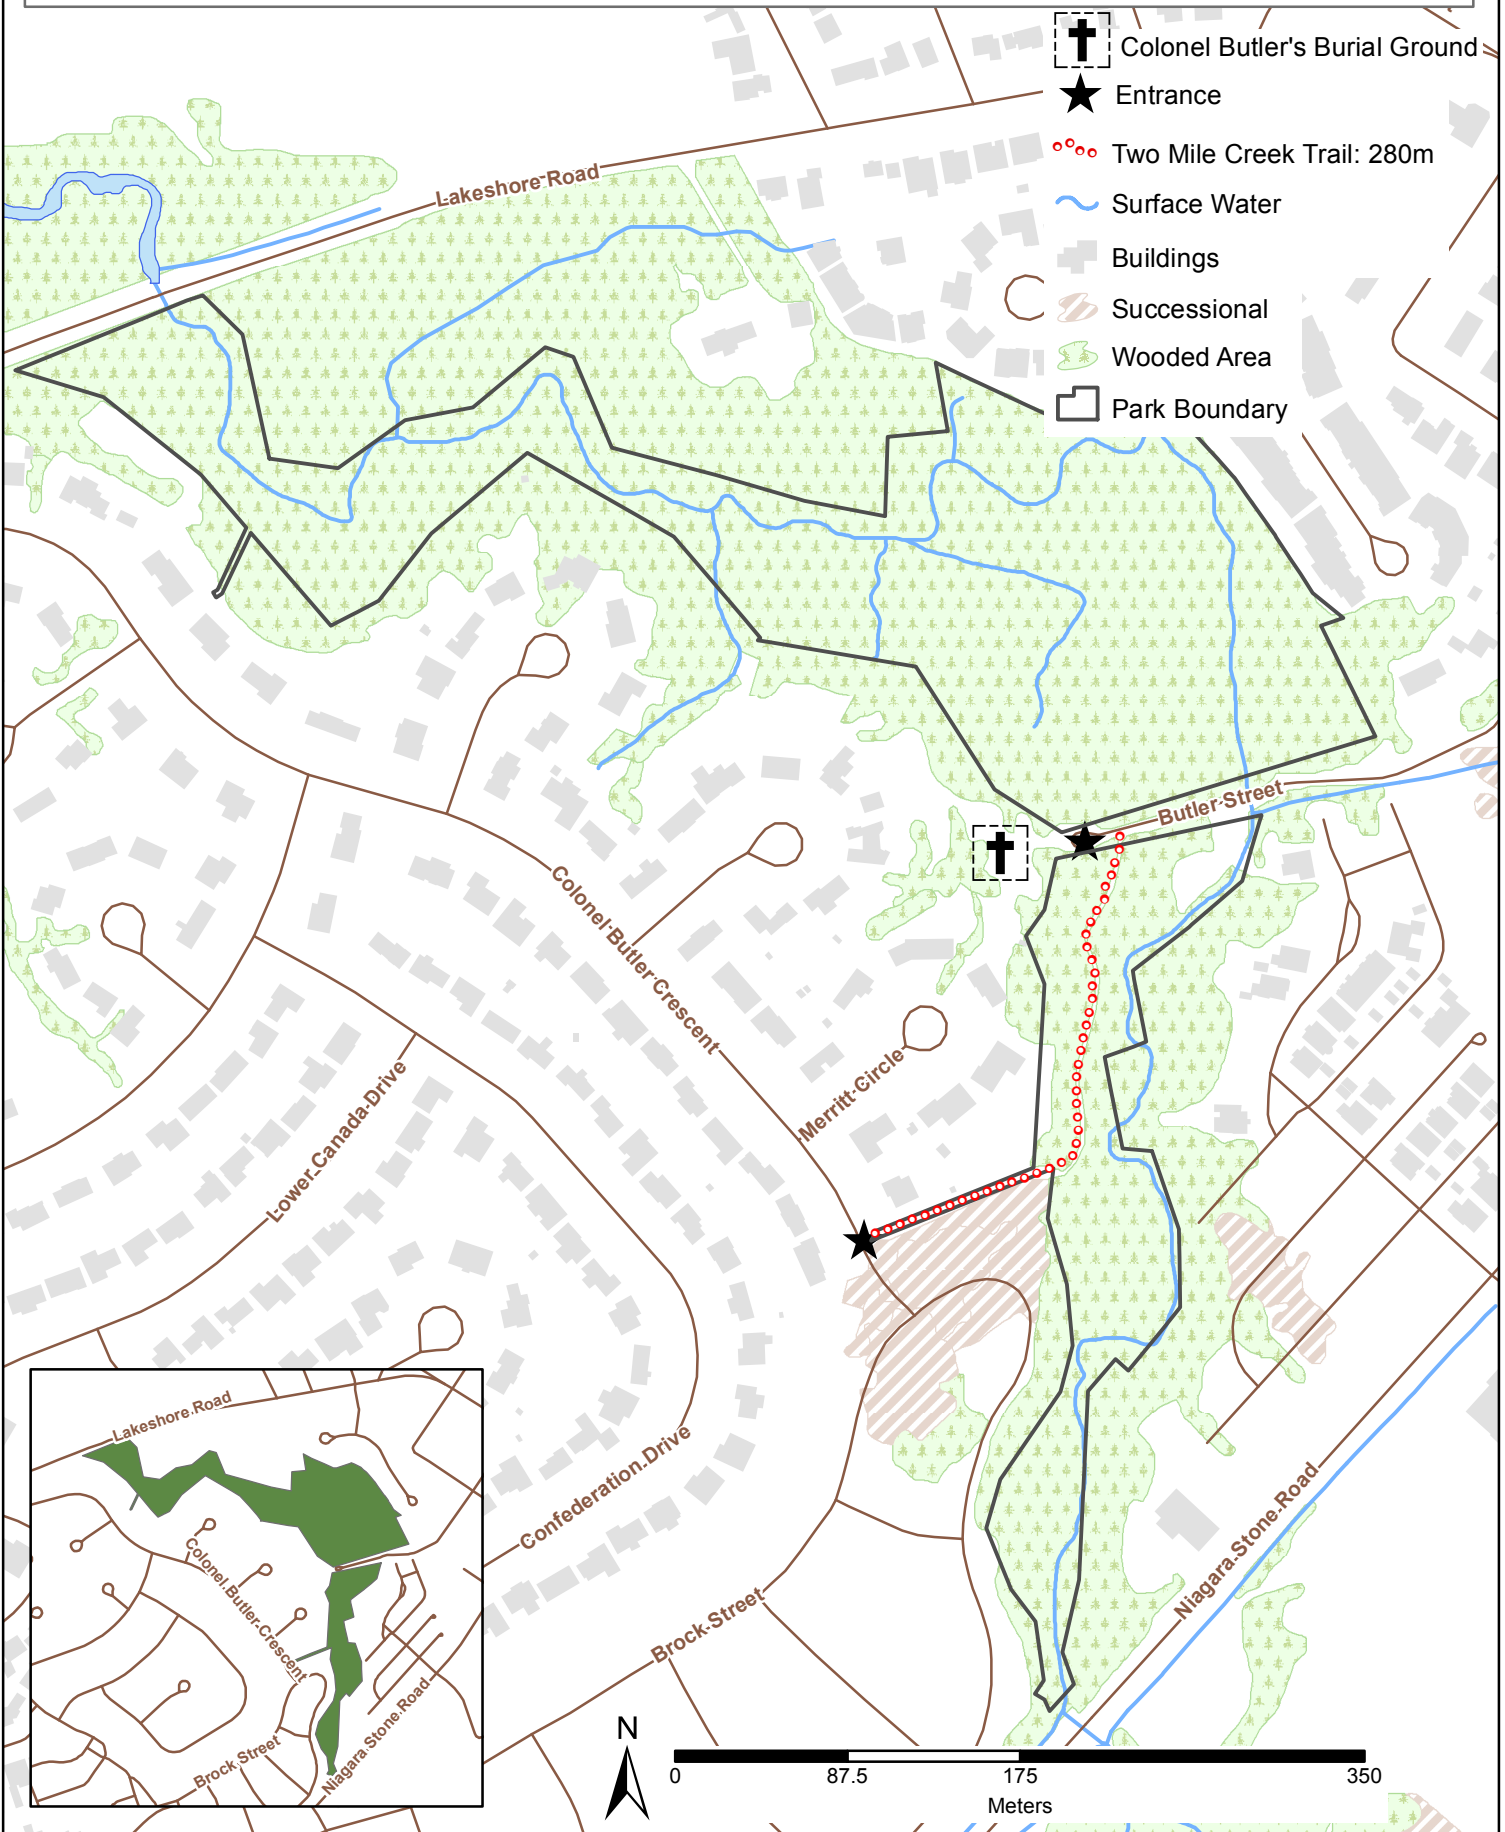 Colonel Butler's Burial Ground
Entrance
Two Mile Creek Trail: 280m
Surface Water
Buildings
Successional
Wooded Area
Park Boundary
Lakeshore Road
Butler Street
Colonel Butler Crescent
Merritt Circle
Lower Canada Drive
Confederation Drive
Brock Street
Niagara Stone Road
Lakeshore Road
Colonel Butler Crescent
Brock Street
Niagara Stone Road
N
0 87.5 175 350
Meters